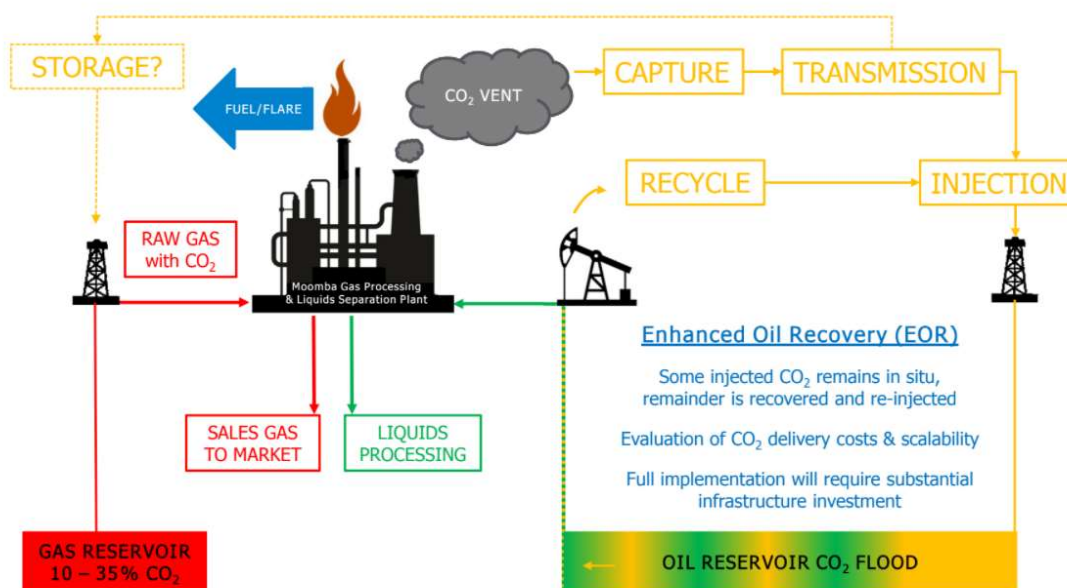 STORAGE?
FUEL/FLARE
CO₂ VENT
CAPTURE
TRANSMISSION
RECYCLE
INJECTION
RAW GAS
with CO₂
Moomba Gas Processing
& Liquids Separation Plant
SALES GAS
TO MARKET
LIQUIDS
PROCESSING
Enhanced Oil Recovery (EOR)
Some injected CO₂ remains in situ,
remainder is recovered and re-injected
Evaluation of CO₂ delivery costs & scalability
Full implementation will require substantial
infrastructure investment
GAS RESERVOIR
10 – 35% CO₂
OIL RESERVOIR CO₂ FLOOD